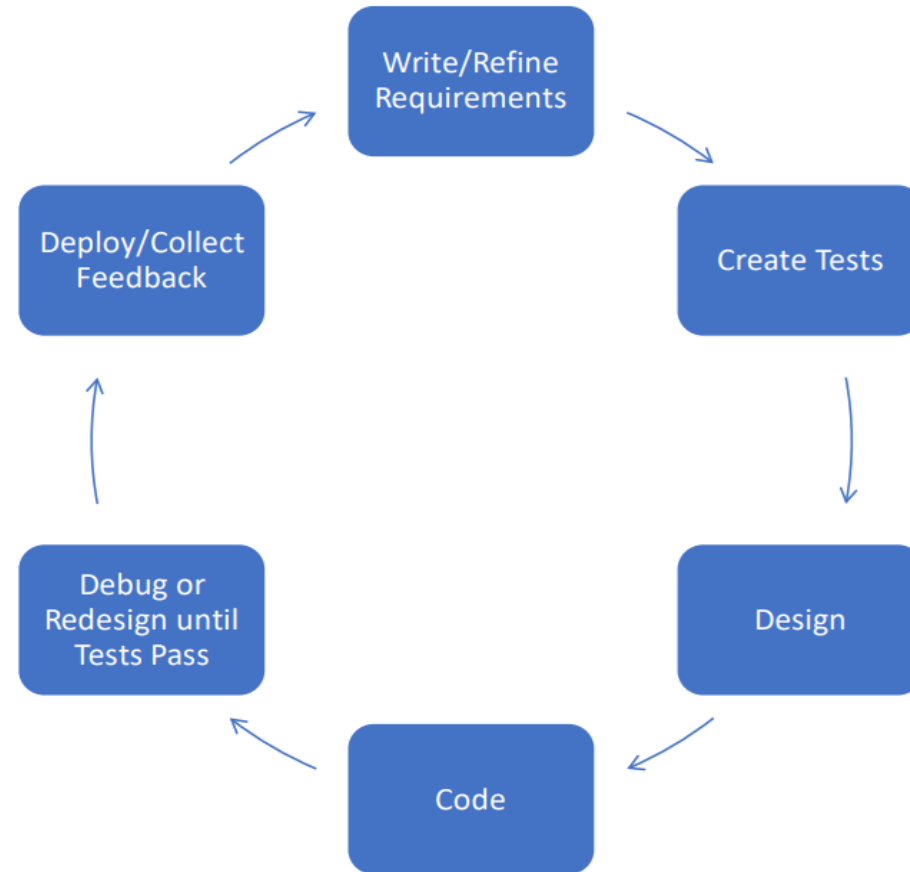 Write/Refine
Requirements
Create Tests
Design
Code
Debug or
Redesign until
Tests Pass
Deploy/Collect
Feedback